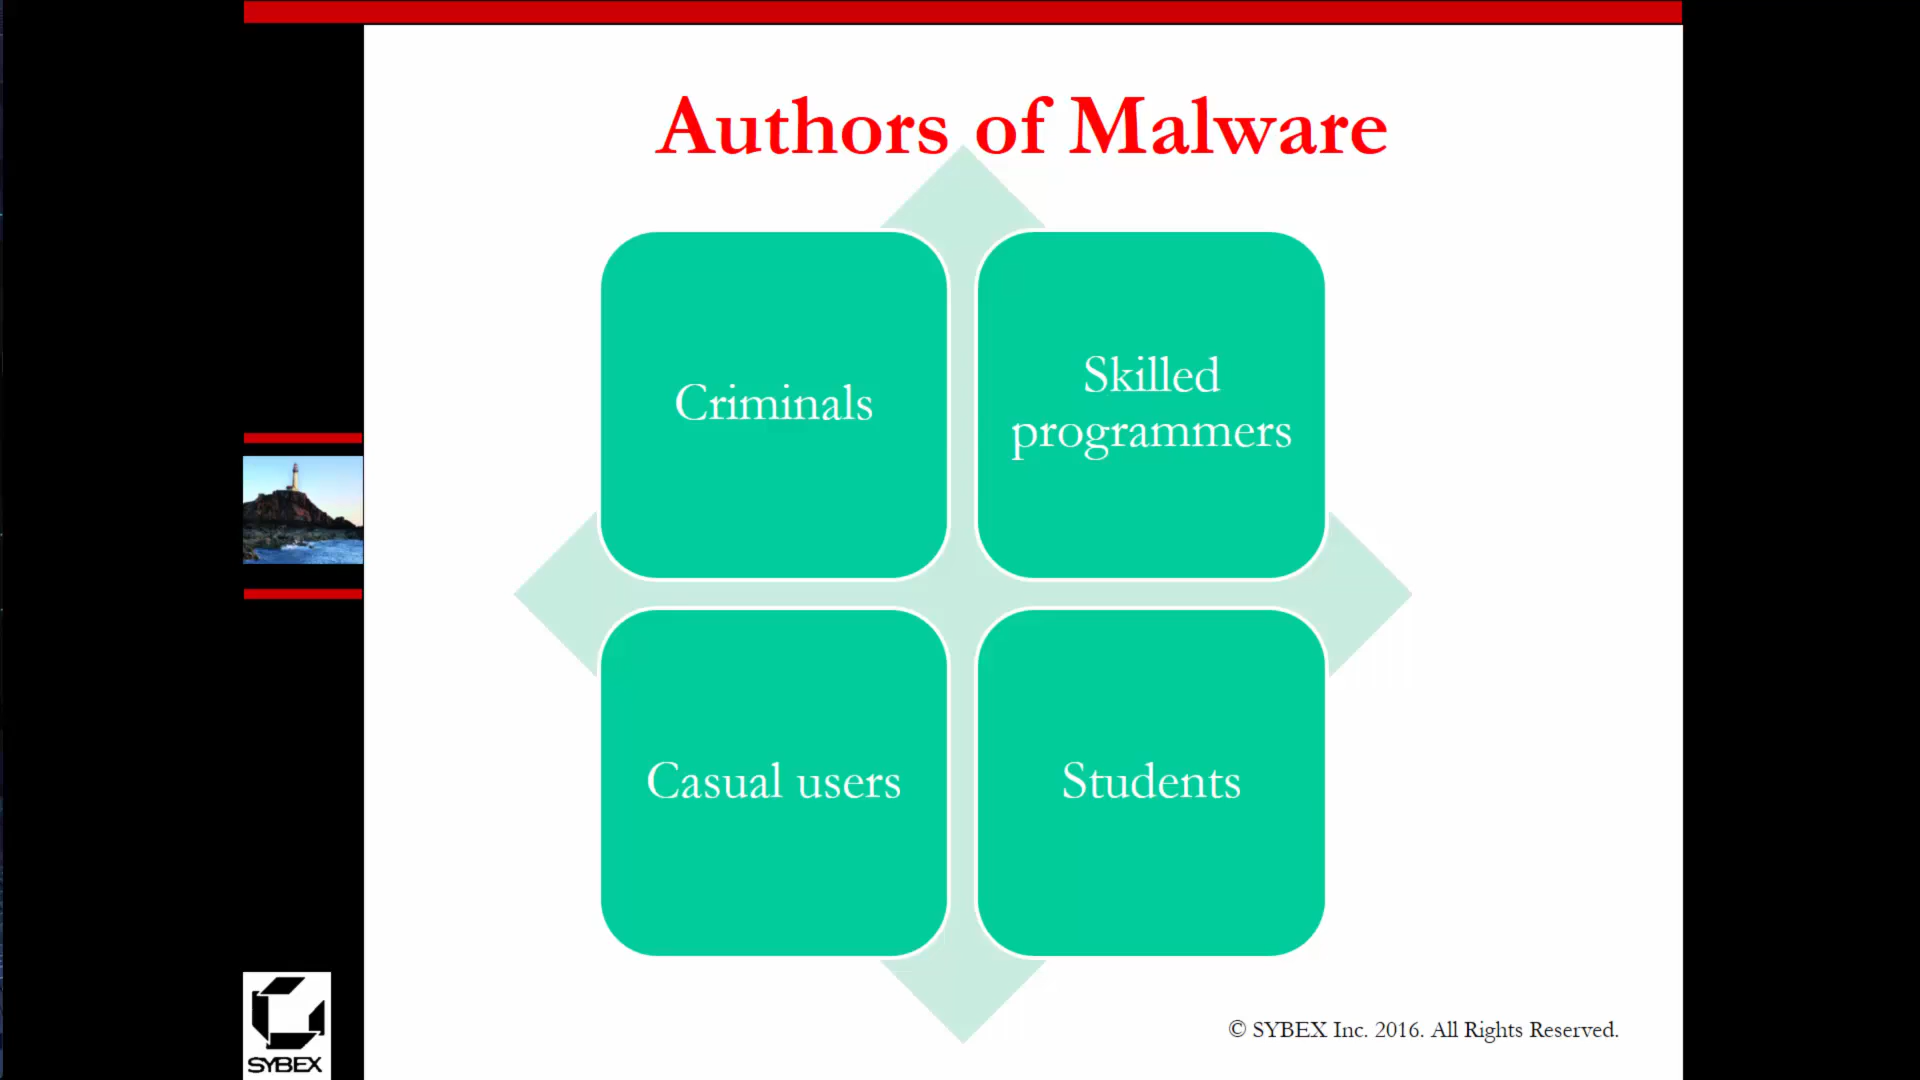 Authors of Malware
Criminals
Skilled
programmers
Casual users
Students
© SYBEX Inc. 2016. All Rights Reserved.
SYBEX